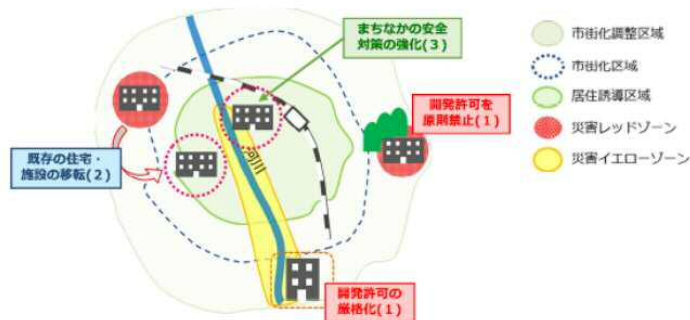 まちなかの安全
対策の強化(3)
開発許可を
原則禁止(1)
既存の住宅・
施設の移転(2)
河川
開発許可の
厳格化(1)
市街化調整区域
市街化区域
居住誘導区域
災害レッドゾーン
災害イエローゾーン